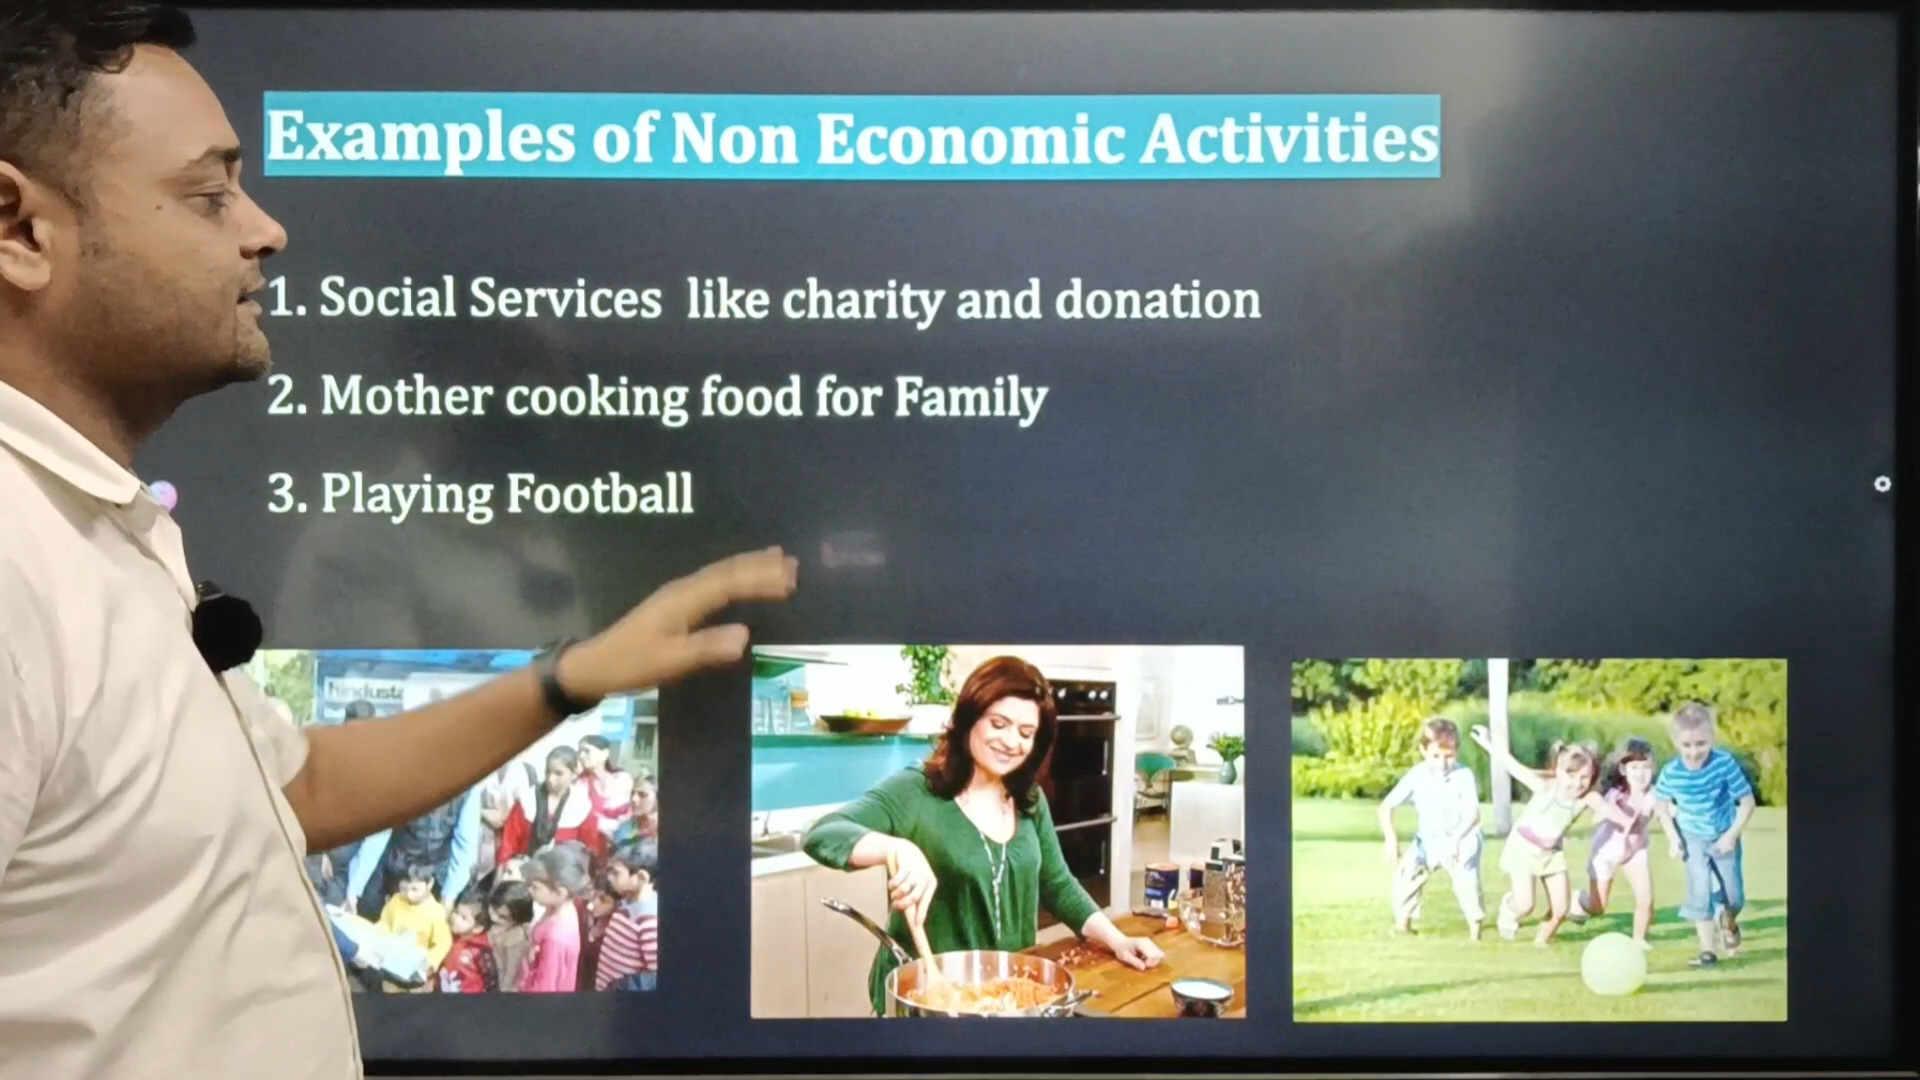 Examples of Non Economic Activities
1. Social Services like charity and donation
2. Mother cooking food for Family
3. Playing Football